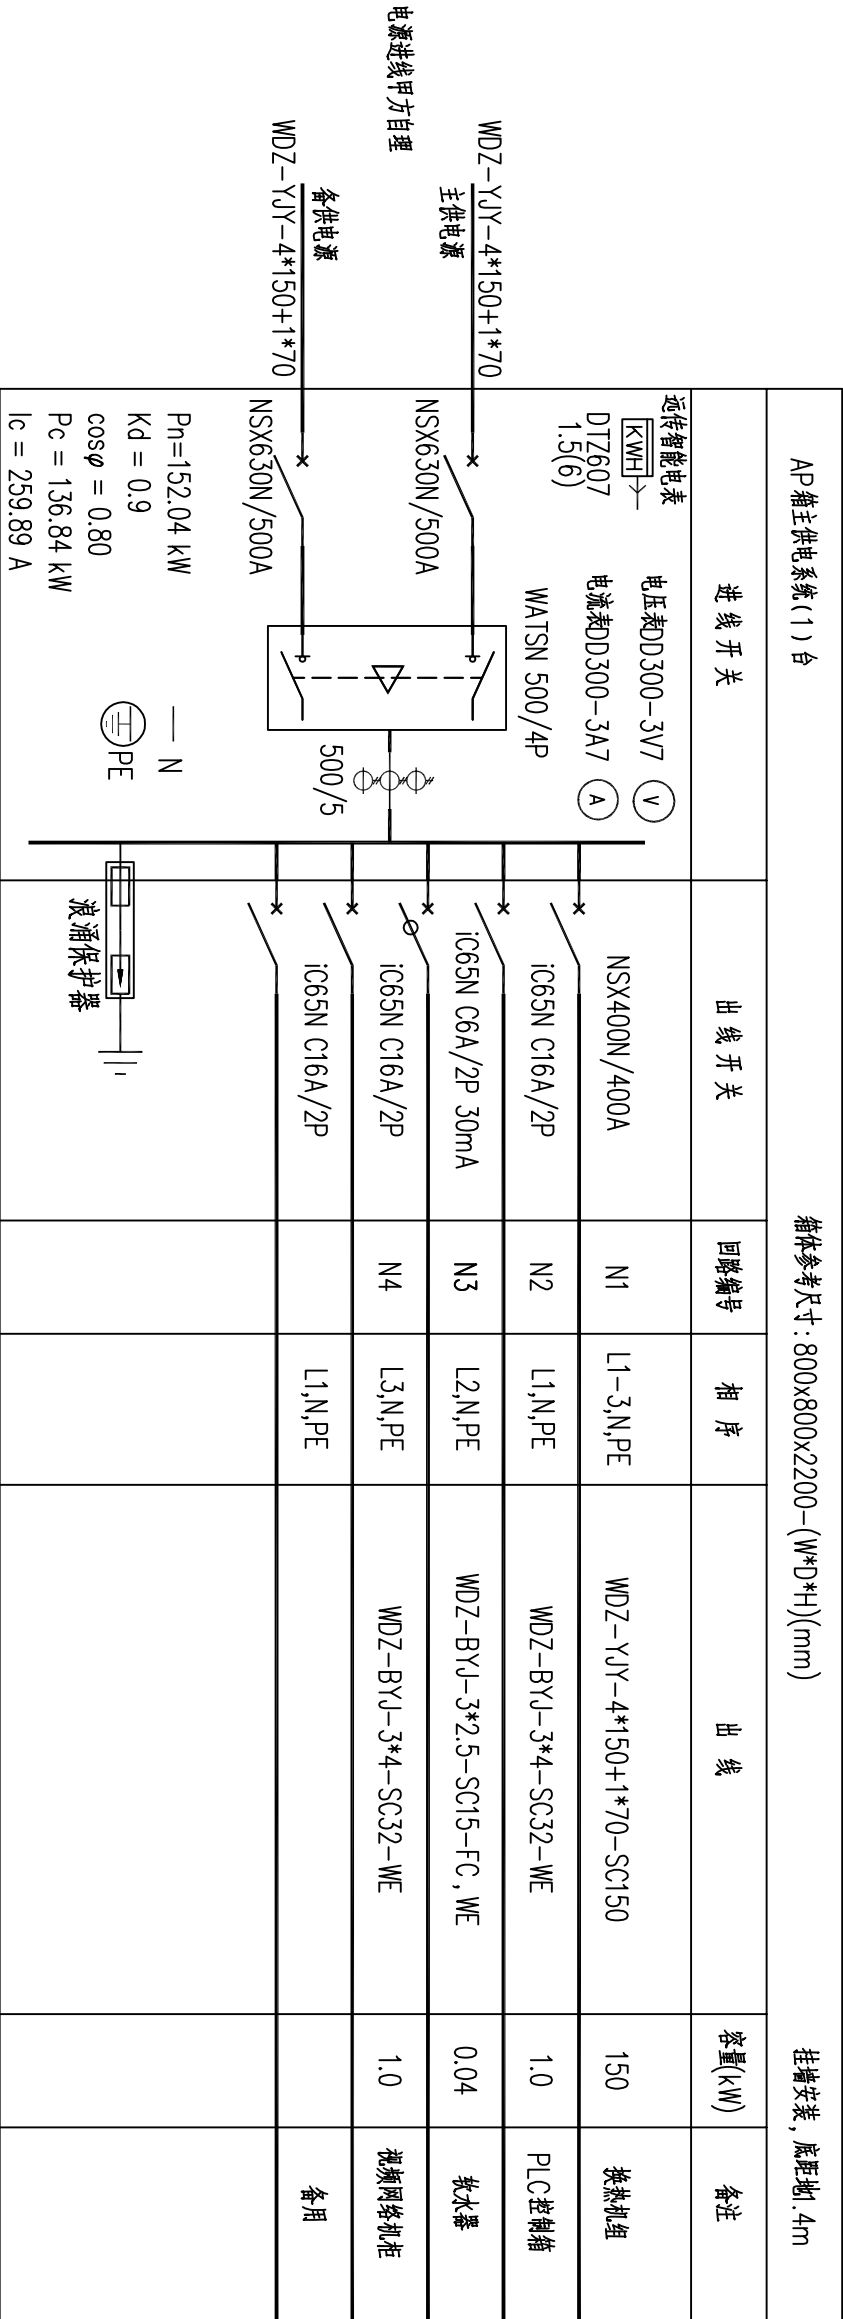 AP箱主供电系统(1)台
箱体参考尺寸:800x800x2200-(W*D*H)(mm)
挂墙安装,底距地1.4m
进线开关
出线开关
回路编号
相序
出线
容量(kW)
备注
电源进线甲方自理
WDZ-YJY-4*150+1*70
主供电源
备供电源
WDZ-YJY-4*150+1*70
远传智能电表
KWH
DTZ607
1.5(6)
电压表DD300-3V7
V
电流表DD300-3A7
A
WATSN 500/4P
NSX630N/500A
NSX630N/500A
500/5
N
PE
Pn=152.04 kW
Kd = 0.9
cosφ = 0.80
Pc = 136.84 kW
Ic = 259.89 A
NSX400N/400A
N1
L1-3,N,PE
WDZ-YJY-4*150+1*70-SC150
150
换热机组
iC65N C16A/2P
N2
L1,N,PE
WDZ-BYJ-3*4-SC32-WE
1.0
PLC控制箱
iC65N C6A/2P 30mA
N3
L2,N,PE
WDZ-BYJ-3*2.5-SC15-FC,WE
0.04
软水器
iC65N C16A/2P
N4
L3,N,PE
WDZ-BYJ-3*4-SC32-WE
1.0
视频网络机柜
iC65N C16A/2P
L1,N,PE
备用
浪涌保护器